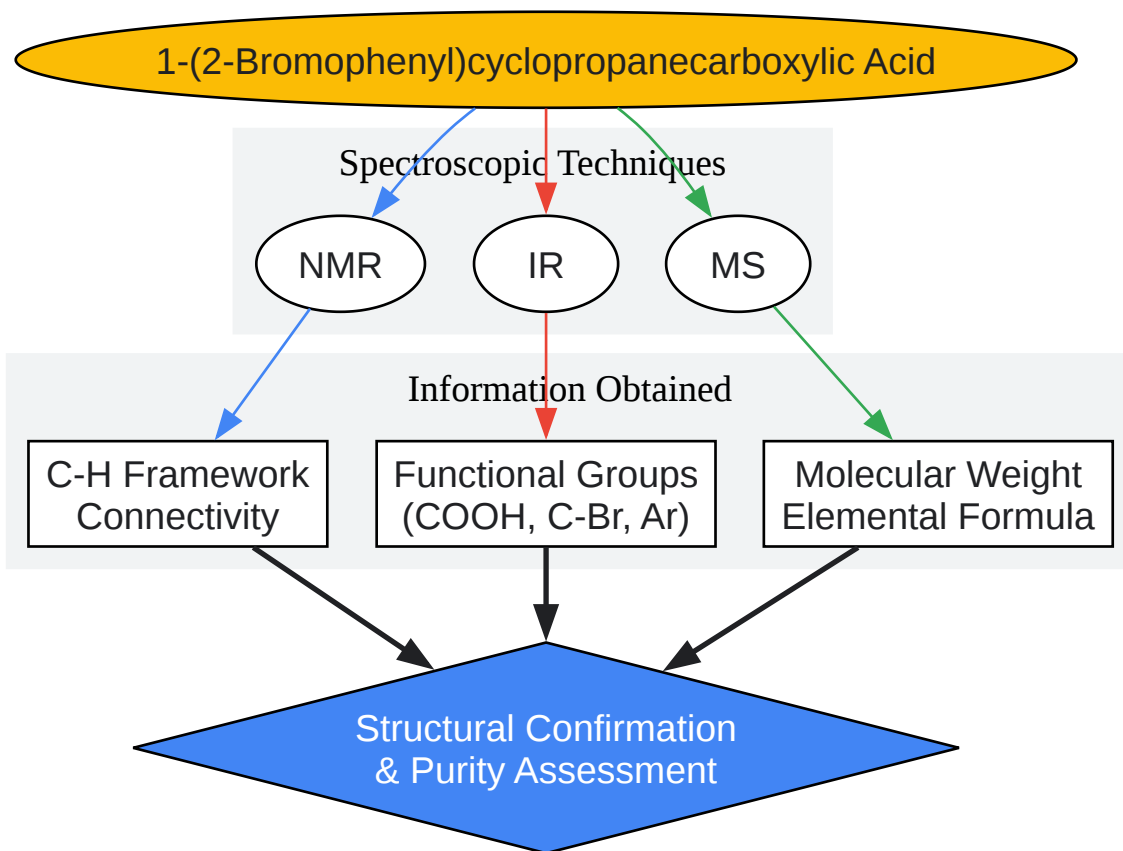 1-(2-Bromophenyl)cyclopropanecarboxylic Acid
Spectroscopic Techniques
NMR
IR
MS
Information Obtained
C-H Framework
Connectivity
Functional Groups
(COOH, C-Br, Ar)
Molecular Weight
Elemental Formula
Structural Confirmation
& Purity Assessment